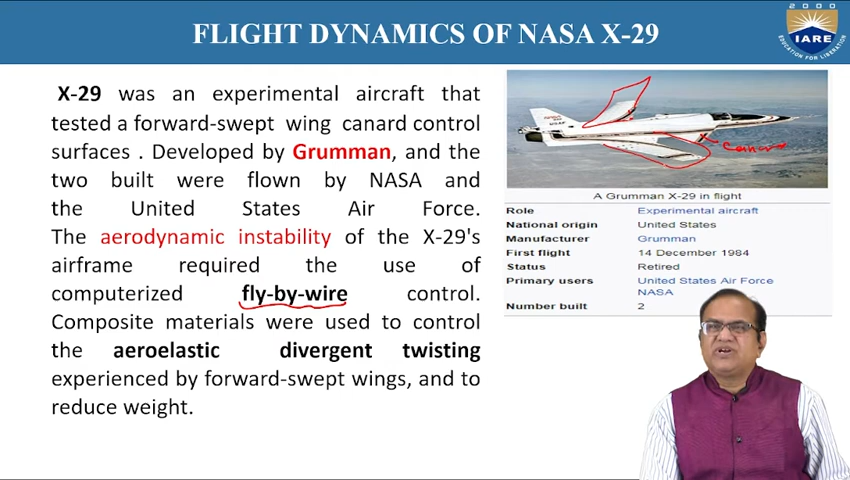 FLIGHT DYNAMICS OF NASA X-29
2000
IARE
EDUCATION FOR LIBERATION
X-29 was an experimental aircraft that
tested a forward-swept wing canard control
surfaces . Developed by Grumman, and the
two built were flown by NASA and
the United States Air Force.
The aerodynamic instability of the X-29's
airframe required the use of
computerized fly-by-wire control.
Composite materials were used to control
the aeroelastic divergent twisting
experienced by forward-swept wings, and to
reduce weight.
Canard
A Grumman X-29 in flight
Role Experimental aircraft
National origin United States
Manufacturer Grumman
First flight 14 December 1984
Status Retired
Primary users United States Air Force
NASA
Number built 2